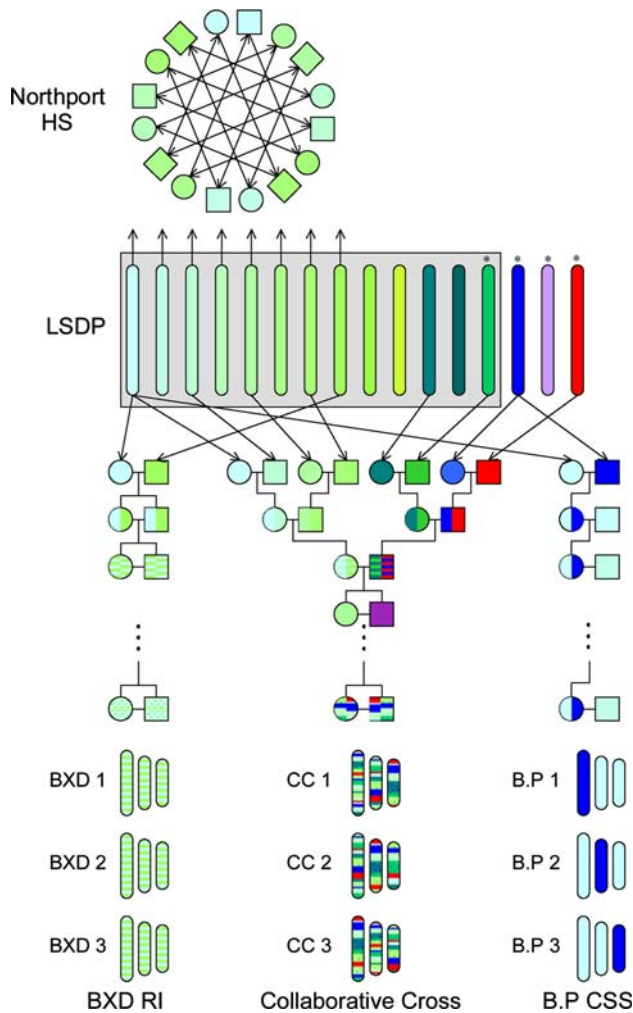 Northport
HS
* * * *
LSDP
BXD 1 CC 1 B.P 1
BXD 2 CC 2 B.P 2
BXD 3 CC 3 B.P 3
BXD RI Collaborative Cross B.P CSS